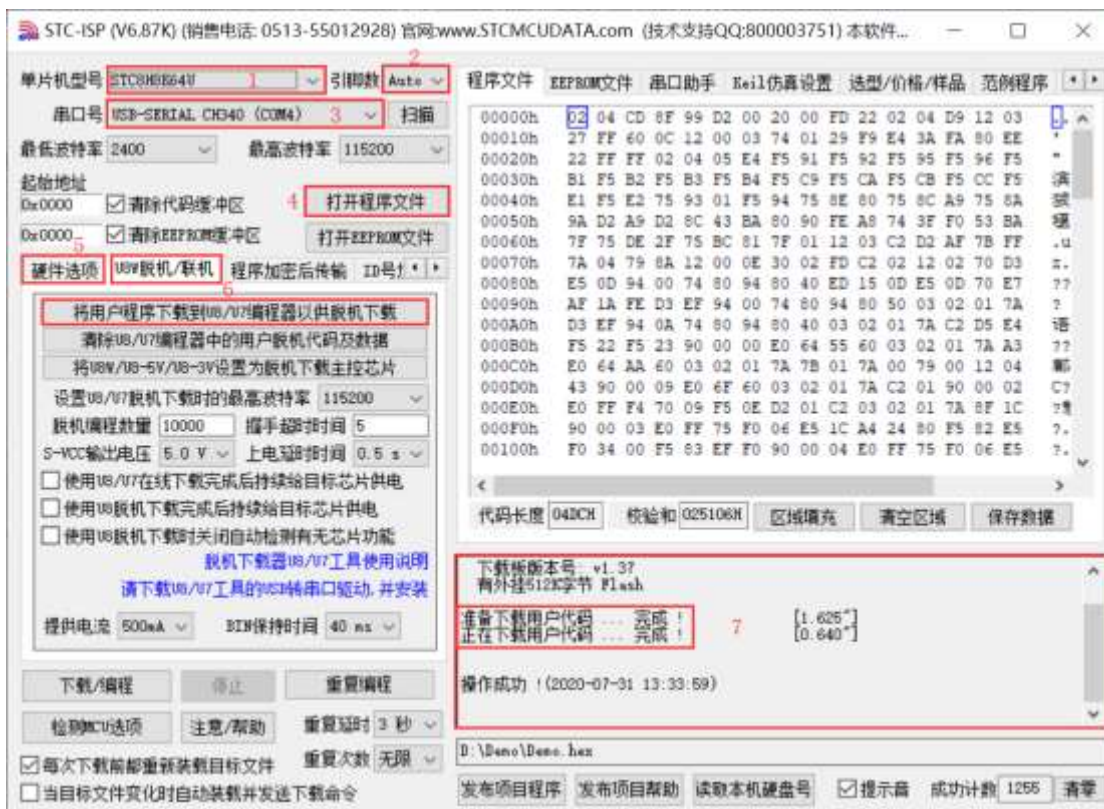 STC-ISP (V6.87K) (销售电话: 0513-55012928) 官网:www.STCMCUDATA.com (技术支持QQ:800003751) 本软件...
单片机型号 STC8H8K64U 1 引脚数 Auto 2
串口号 USB-SERIAL CH340 (COM4) 3 扫描
最低波特率 2400 最高波特率 115200
起始地址
0x0000 清除代码缓冲区 4 打开程序文件
0x0000 清除EEPROM缓冲区 打开EEPROM文件
5
硬件选项 U8W脱机/联机 程序加密后传输
6
将用户程序下载到U8/U7编程器以供脱机下载
清除U8/U7编程器中的用户脱机代码及数据
将U8W/U8-5V/U8-3V设置为脱机下载主控芯片
设置U8/U7脱机下载时的最高波特率 115200
脱机编程数量 10000 握手超时时间 5
S-VCC输出电压 5.0 V 上电延时时间 0.5 s
使用U8/U7在线下载完成后持续给目标芯片供电
使用U8脱机下载完成后持续给目标芯片供电
使用U8脱机下载时关闭自动检测有无芯片功能
脱机下载器U8/U7工具使用说明
请下载U8/U7工具的USB转串口驱动,并安装
提供电流 500mA BIN保持时间 40 ms
下载/编程 停止 重复编程
检测MCU选项 注意/帮助 重复延时 3 秒
重复次数 无限
每次下载前都重新装载目标文件
当目标文件变化时自动装载并发送下载命令
程序文件 EEPROM文件 串口助手 Keil仿真设置 选型/价格/样品 范例程序
00000h 02 04 CD 8F 99 D2 00 20 00 FD 22 02 04 D9 12 03
00010h 27 FF 60 0C 12 00 03 74 01 29 F9 E4 3A FA 80 EE
00020h 22 FF FF 02 04 05 E4 F5 91 F5 92 F5 95 F5 96 F5
00030h B1 F5 B2 F5 B3 F5 B4 F5 C9 F5 CA F5 CB F5 CC F5
00040h E1 F5 E2 75 93 01 F5 94 75 8E 80 75 8C A9 75 8A
00050h 9A D2 A9 D2 8C 43 BA 80 90 FE A8 74 3F F0 53 BA
00060h 7F 75 DE 2F 75 BC 81 7F 01 12 03 C2 D2 AF 7B FF .u
00070h 7A 04 79 8A 12 00 0E 30 02 FD C2 02 12 02 70 D3
00080h E5 0D 94 00 74 80 94 80 40 ED 15 0D E5 0D 70 E7 ??
00090h AF 1A FE D3 EF 94 00 74 80 94 80 50 03 02 01 7A ?
000A0h D3 EF 94 0A 74 80 94 80 40 03 02 01 7A C2 D5 E4 语
000B0h F5 22 F5 23 90 00 00 E0 64 55 60 03 02 01 7A A3 ??
000C0h E0 64 AA 60 03 02 01 7A 7B 01 7A 00 79 00 12 04
000D0h 43 90 00 09 E0 6F 60 03 02 01 7A C2 01 90 00 02 C?
000E0h E0 FF F4 70 09 F5 0E D2 01 C2 03 02 01 7A 8F 1C
000F0h 90 00 03 E0 FF 75 F0 06 E5 1C A4 24 80 F5 82 E5 ?.
00100h F0 34 00 F5 83 EF F0 90 00 04 E0 FF 75 F0 06 E5 ?.
代码长度 04DCH 校验和 025106H 区域填充 清空区域 保存数据
下载板版本号: v1.37
有外挂512K字节 Flash
准备下载用户代码 ... 完成 ! [1.625"]
正在下载用户代码 ... 完成 ! 7 [0.640"]
操作成功 !(2020-07-31 13:33:59)
D:\Demo\Demo.hex
发布项目程序 发布项目帮助 读取本机硬盘号 提示音 成功计数 1256 清零